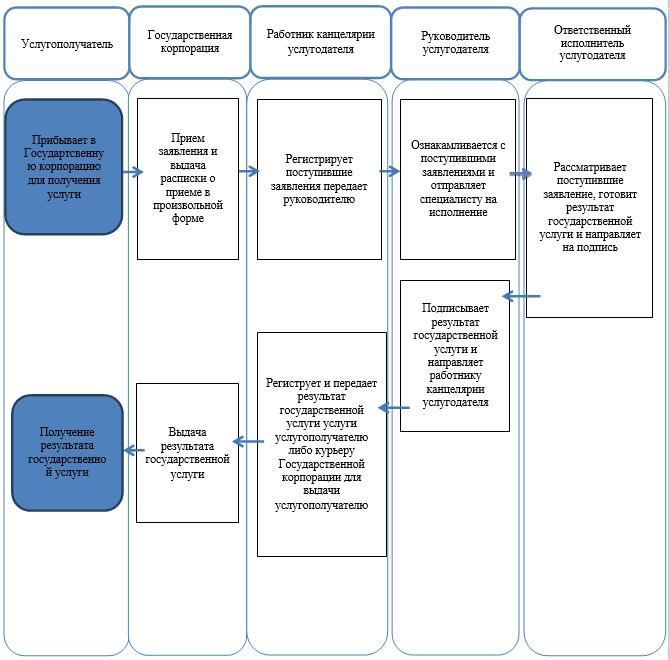 Услугополучатель
Государственная
корпорация
Работник канцелярии
услугодателя
Руководитель
услугодателя
Ответственный
исполнитель
услугодателя
Прибывает в
Государтсвенну
ю корпорацию
для получения
услуги
Прием
заявления и
выдача
расписки о
приеме в
произвольной
форме
Регистрирует
поступившие
заявления передает
руководителю
Ознакамливается с
поступившими
заявлениями и
отправляет
специалисту на
исполнение
Рассматривает
поступившие
заявление, готовит
результат
государственной
услуги и направляет
на подпись
Подписывает
результат
государственной
услуги и
направляет
работнику
канцелярии
услугодателя
Региструет и передает
результат
государственной
услуги услуги
услугополучателю
либо курьеру
Государственной
корпорации для
выдачи
услугополучателю
Выдача
результата
государственной
услуги
Получение
результата
государственно
й услуги